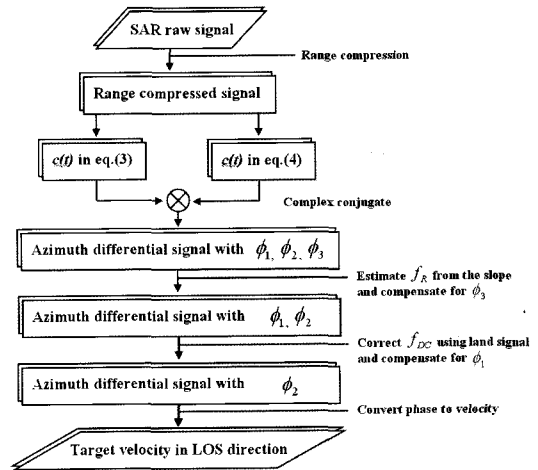 SAR raw signal
Range compression
Range compressed signal
c(t) in eq.(3)
c(t) in eq.(4)
Complex conjugate
Azimuth differential signal with ϕ₁, ϕ₂, ϕ₃
Estimate f_R from the slope
and compensate for ϕ₃
Azimuth differential signal with ϕ₁, ϕ₂
Correct f_DC using land signal
and compensate for ϕ₁
Azimuth differential signal with ϕ₂
Convert phase to velocity
Target velocity in LOS direction